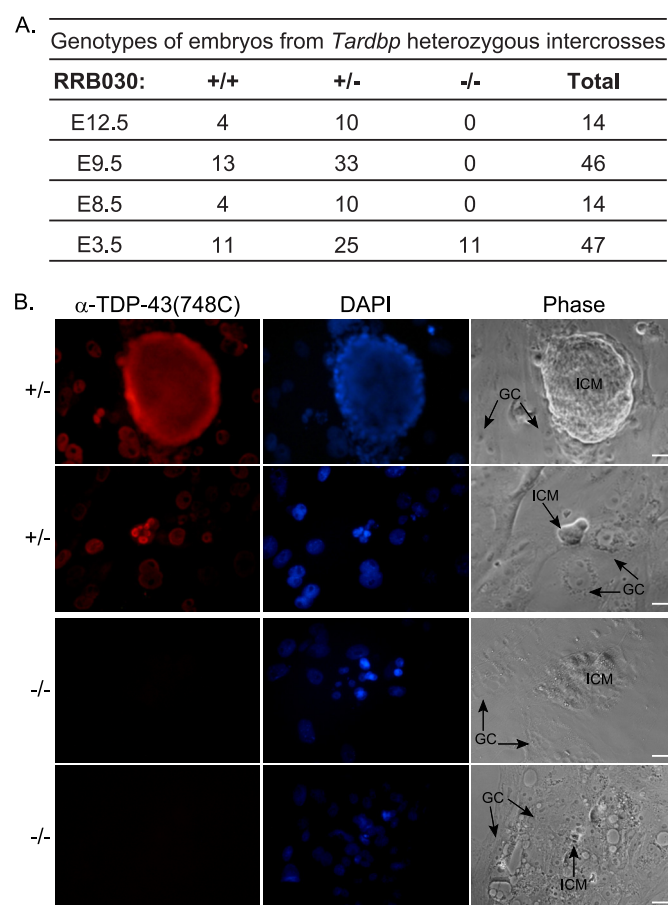 A.
Genotypes of embryos from Tardbp heterozygous intercrosses
RRB030: +/+ +/- -/- Total
E12.5 4 10 0 14
E9.5 13 33 0 46
E8.5 4 10 0 14
E3.5 11 25 11 47
B.
α-TDP-43(748C) DAPI Phase
+/-
ICM
GC
+/-
ICM
GC
-/-
ICM
GC
-/-
GC
ICM